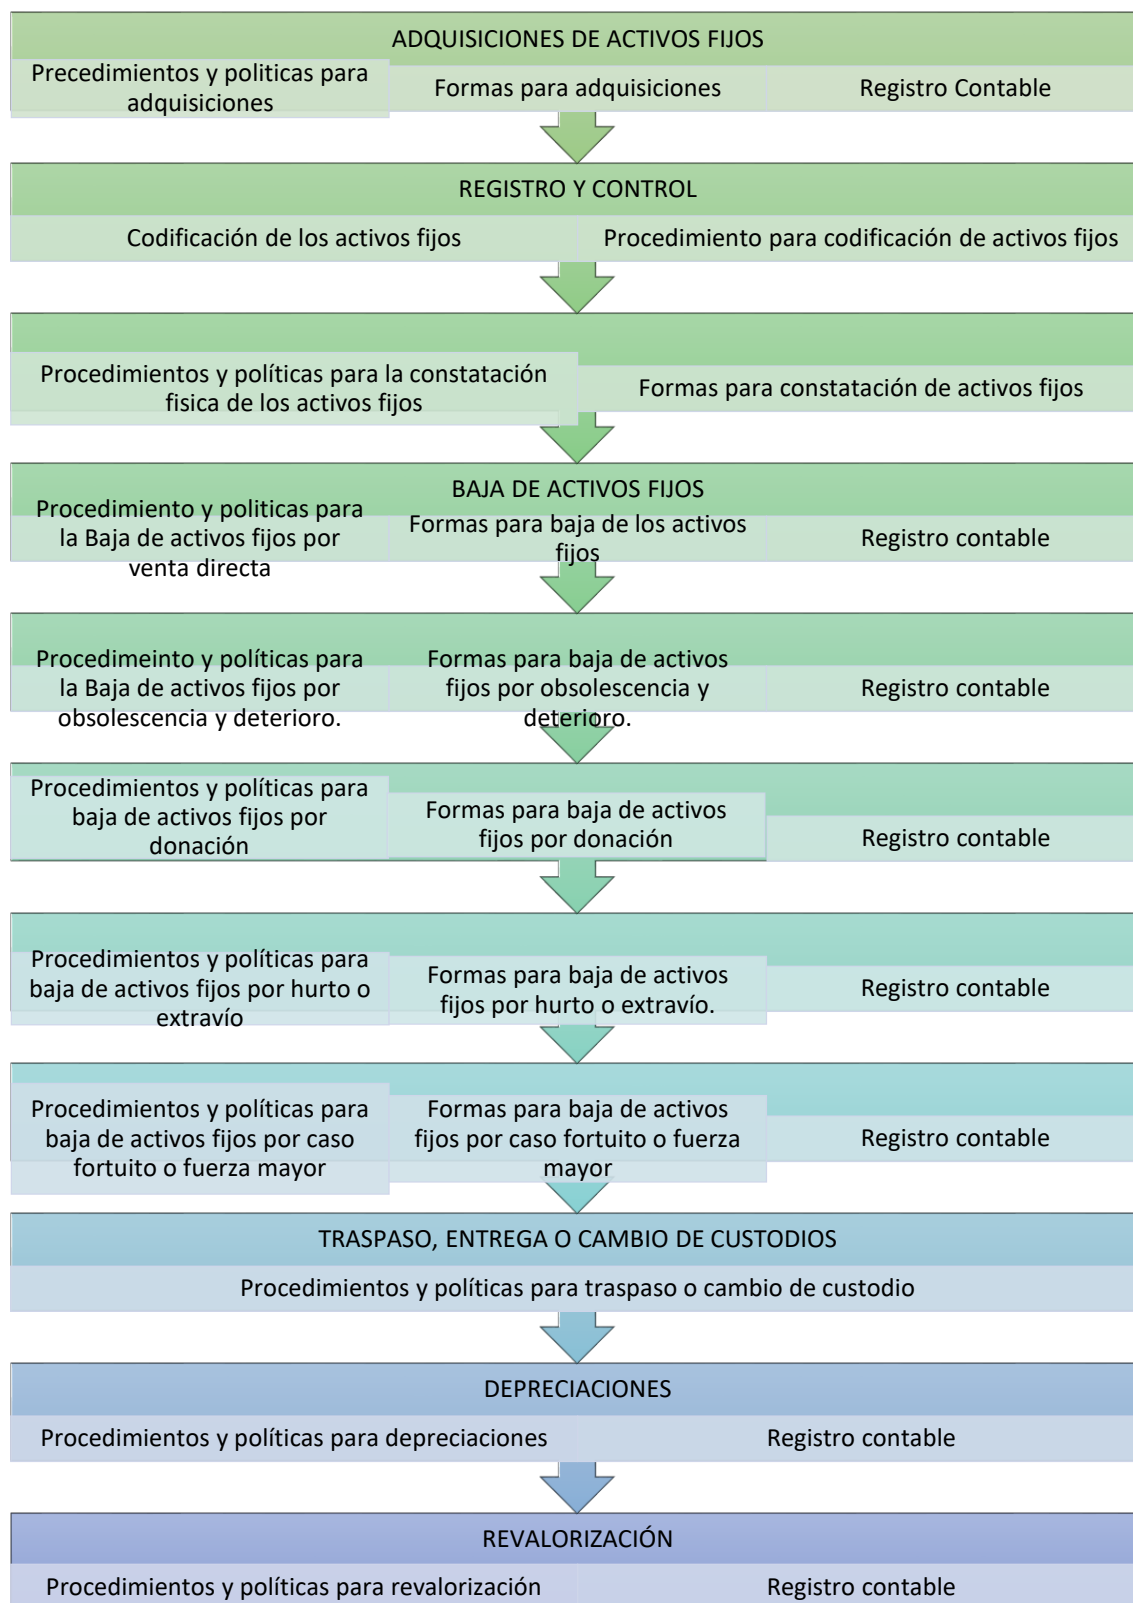 ADQUISICIONES DE ACTIVOS FIJOS
Precedimientos y politicas para
adquisiciones
Formas para adquisiciones
Registro Contable
REGISTRO Y CONTROL
Codificación de los activos fijos
Procedimiento para codificación de activos fijos
Procedimientos y políticas para la constatación
fisica de los activos fijos
Formas para constatación de activos fijos
BAJA DE ACTIVOS FIJOS
Procedimiento y politicas para
la Baja de activos fijos por
venta directa
Formas para baja de los activos
fijos
Registro contable
Procedimeinto y políticas para
la Baja de activos fijos por
obsolescencia y deterioro.
Formas para baja de activos
fijos por obsolescencia y
deterioro.
Registro contable
Procedimientos y políticas para
baja de activos fijos por
donación
Formas para baja de activos
fijos por donación
Registro contable
Procedimientos y políticas para
baja de activos fijos por hurto o
extravío
Formas para baja de activos
fijos por hurto o extravío.
Registro contable
Procedimientos y políticas para
baja de activos fijos por caso
fortuito o fuerza mayor
Formas para baja de activos
fijos por caso fortuito o fuerza
mayor
Registro contable
TRASPASO, ENTREGA O CAMBIO DE CUSTODIOS
Procedimientos y políticas para traspaso o cambio de custodio
DEPRECIACIONES
Procedimientos y políticas para depreciaciones
Registro contable
REVALORIZACIÓN
Procedimientos y políticas para revalorización
Registro contable